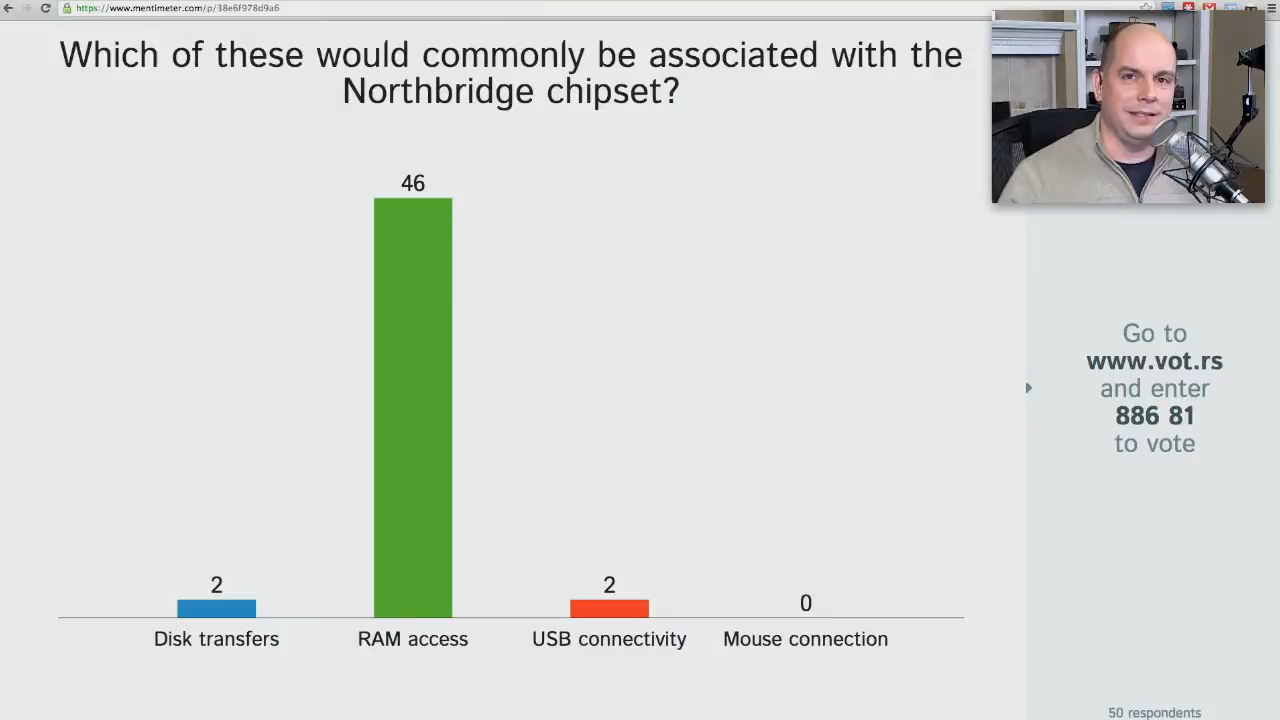 https://www.mentimeter.com/p/38e6f978d9a6
Which of these would commonly be associated with the
Northbridge chipset?
46
2
2
0
Disk transfers
RAM access
USB connectivity
Mouse connection
Go to
www.vot.rs
and enter
886 81
to vote
50 respondents